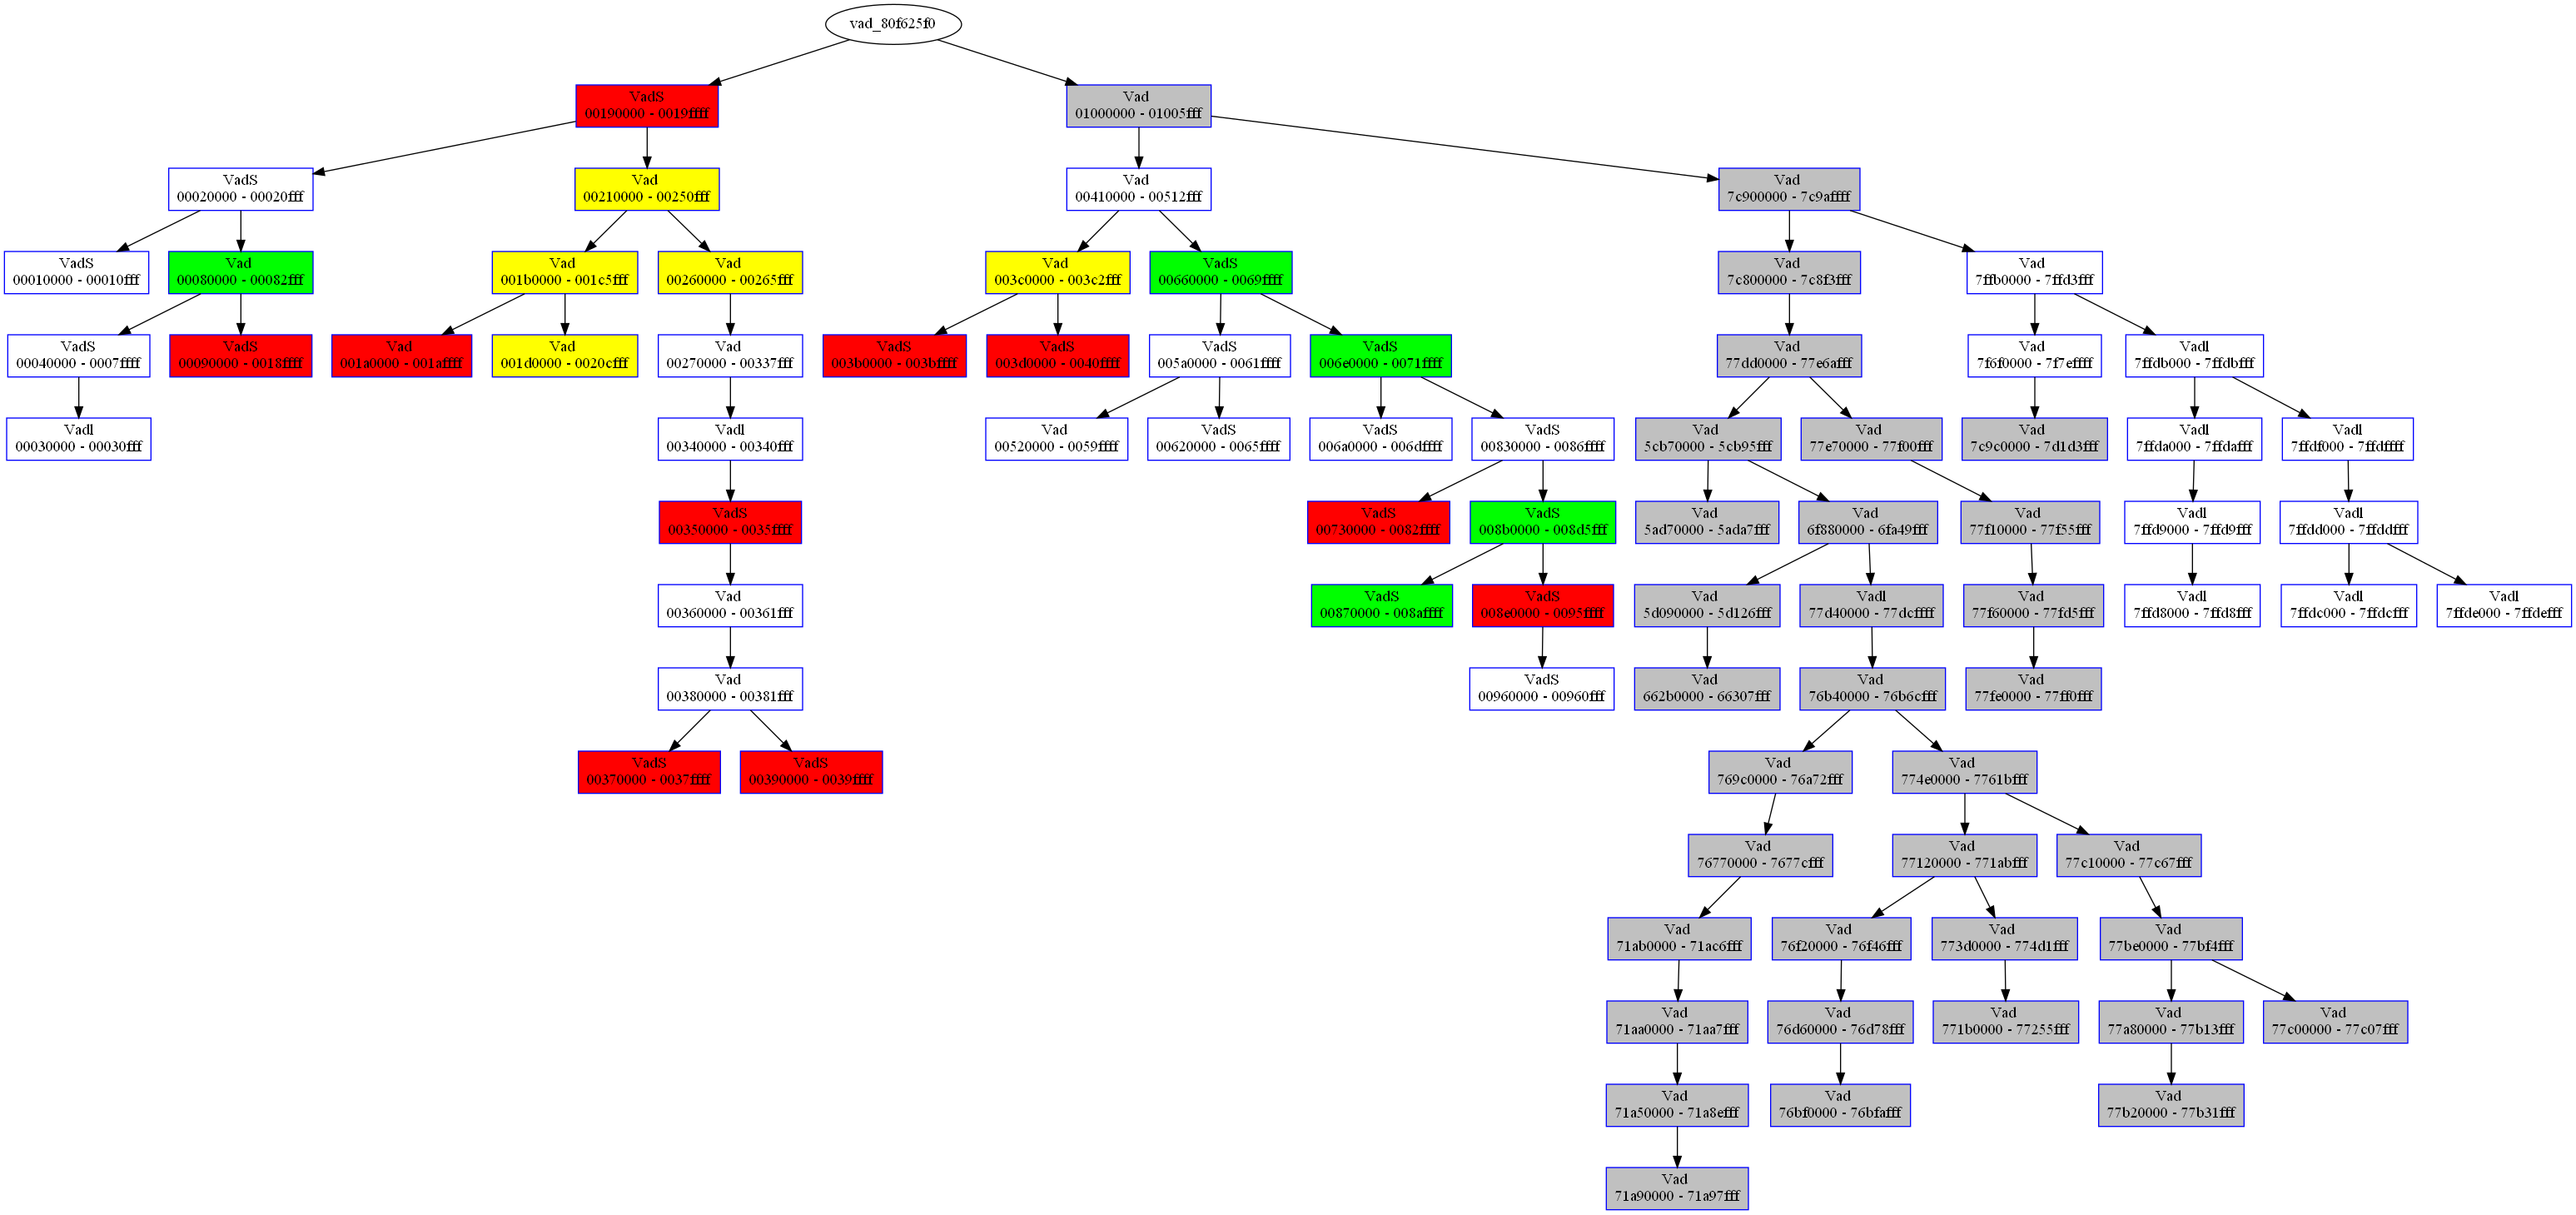 vad_80f625f0
VadS
00190000 - 0019ffff
Vad
01000000 - 01005fff
VadS
00020000 - 00020fff
Vad
00210000 - 00250fff
Vad
00410000 - 00512fff
Vad
7c900000 - 7c9affff
VadS
00010000 - 00010fff
Vad
00080000 - 00082fff
Vad
001b0000 - 001c5fff
Vad
00260000 - 00265fff
Vad
003c0000 - 003c2fff
VadS
00660000 - 0069ffff
Vad
7c800000 - 7c8f3fff
Vad
7ffb0000 - 7ffd3fff
VadS
00040000 - 0007ffff
VadS
00090000 - 0018ffff
Vad
001a0000 - 001affff
Vad
001d0000 - 0020cfff
Vad
00270000 - 00337fff
VadS
003b0000 - 003bffff
VadS
003d0000 - 0040ffff
VadS
005a0000 - 0061ffff
VadS
006e0000 - 0071ffff
Vad
77dd0000 - 77e6afff
Vad
7f6f0000 - 7f7effff
Vadl
7ffdb000 - 7ffdbfff
Vadl
00030000 - 00030fff
Vadl
00340000 - 00340fff
Vad
00520000 - 0059ffff
VadS
00620000 - 0065ffff
VadS
006a0000 - 006dffff
VadS
00830000 - 0086ffff
Vad
5cb70000 - 5cb95fff
Vad
77e70000 - 77f00fff
Vad
7c9c0000 - 7d1d3fff
Vadl
7ffda000 - 7ffdafff
Vadl
7ffdf000 - 7ffdffff
VadS
00350000 - 0035ffff
VadS
00730000 - 0082ffff
VadS
008b0000 - 008d5fff
Vad
5ad70000 - 5ada7fff
Vad
6f880000 - 6fa49fff
Vad
77f10000 - 77f55fff
Vadl
7ffd9000 - 7ffd9fff
Vadl
7ffdd000 - 7ffddfff
Vad
00360000 - 00361fff
VadS
00870000 - 008affff
VadS
008e0000 - 0095ffff
Vad
5d090000 - 5d126fff
Vadl
77d40000 - 77dcffff
Vad
77f60000 - 77fd5fff
Vadl
7ffd8000 - 7ffd8fff
Vadl
7ffdc000 - 7ffdcfff
Vadl
7ffde000 - 7ffdefff
Vad
00380000 - 00381fff
VadS
00960000 - 00960fff
Vad
662b0000 - 66307fff
Vad
76b40000 - 76b6cfff
Vad
77fe0000 - 77ff0fff
VadS
00370000 - 0037ffff
VadS
00390000 - 0039ffff
Vad
769c0000 - 76a72fff
Vad
774e0000 - 7761bfff
Vad
76770000 - 7677cfff
Vad
77120000 - 771abfff
Vad
77c10000 - 77c67fff
Vad
71ab0000 - 71ac6fff
Vad
76f20000 - 76f46fff
Vad
773d0000 - 774d1fff
Vad
77be0000 - 77bf4fff
Vad
71aa0000 - 71aa7fff
Vad
76d60000 - 76d78fff
Vad
771b0000 - 77255fff
Vad
77a80000 - 77b13fff
Vad
77c00000 - 77c07fff
Vad
71a50000 - 71a8efff
Vad
76bf0000 - 76bfafff
Vad
77b20000 - 77b31fff
Vad
71a90000 - 71a97fff